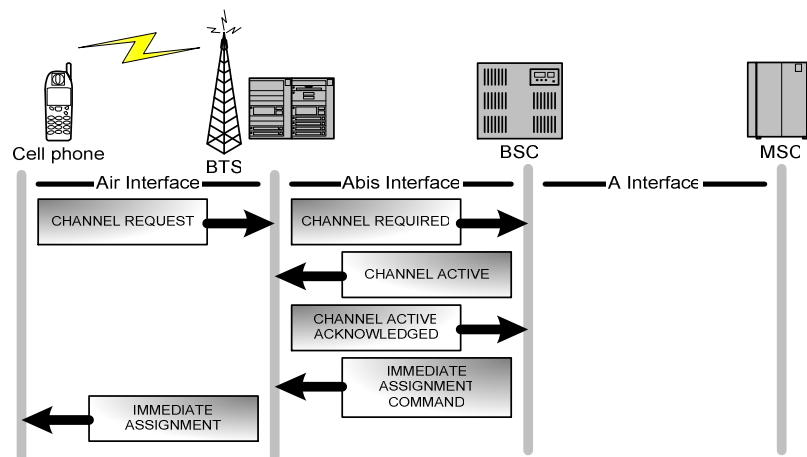 Cell phone
BTS
BSC
MSC
Air Interface
Abis Interface
A Interface
CHANNEL REQUEST
CHANNEL REQUIRED
CHANNEL ACTIVE
CHANNEL ACTIVE
ACKNOWLEDGED
IMMEDIATE
ASSIGNMENT
COMMAND
IMMEDIATE
ASSIGNMENT